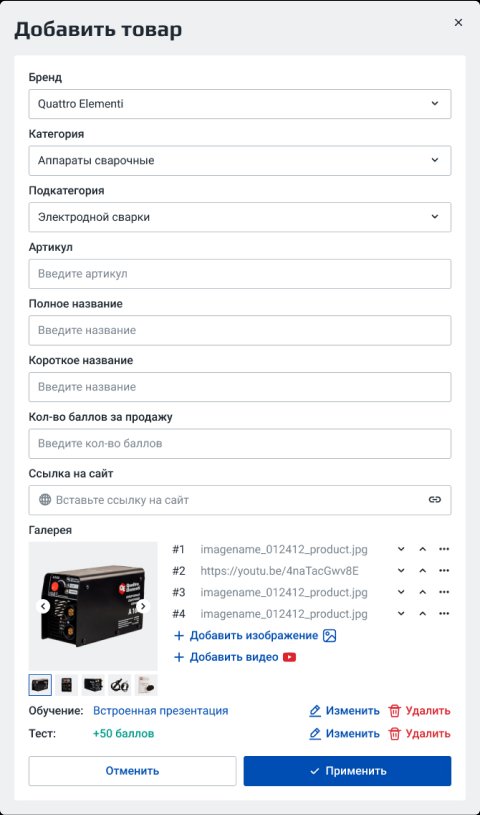 Добавить товар
Бренд
Quattro Elementi
Категория
Аппараты сварочные
Подкатегория
Электродной сварки
Артикул
Введите артикул
Полное название
Введите название
Короткое название
Введите название
Кол-во баллов за продажу
Введите кол-во баллов
Ссылка на сайт
Вставьте ссылку на сайт
Галерея
#1 imagename_012412_product.jpg
#2 https://youtu.be/4naTacGwv8E
#3 imagename_012412_product.jpg
#4 imagename_012412_product.jpg
Добавить изображение
Добавить видео
Обучение: Встроенная презентация Изменить Удалить
Тест: +50 баллов Изменить Удалить
Отменить Применить